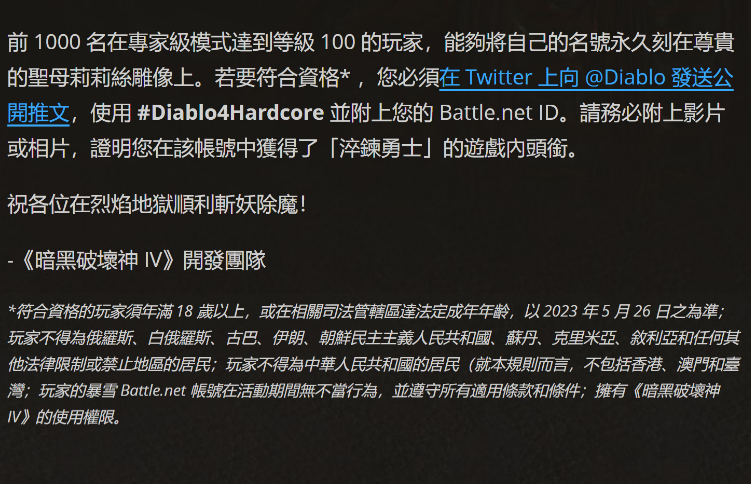 前 1000 名在專家級模式達到等級 100 的玩家，能夠將自己的名號永久刻在尊貴
的聖母莉莉絲雕像上。若要符合資格* ，您必須在 Twitter 上向 @Diablo 發送公
開推文，使用 #Diablo4Hardcore 並附上您的 Battle.net ID。請務必附上影片
或相片，證明您在該帳號中獲得了「淬鍊勇士」的遊戲內頭銜。
祝各位在烈焰地獄順利斬妖除魔！
-《暗黑破壞神 IV》開發團隊
*符合資格的玩家須年滿 18 歲以上，或在相關司法管轄區達法定成年年齡，以 2023 年 5 月 26 日之為準；
玩家不得為俄羅斯、白俄羅斯、古巴、伊朗、朝鮮民主主義人民共和國、蘇丹、克里米亞、敘利亞和任何其
他法律限制或禁止地區的居民；玩家不得為中華人民共和國的居民（就本規則而言，不包括香港、澳門和臺
灣；玩家的暴雪 Battle.net 帳號在活動期間無不當行為，並遵守所有適用條款和條件；擁有《暗黑破壞神
IV》的使用權限。